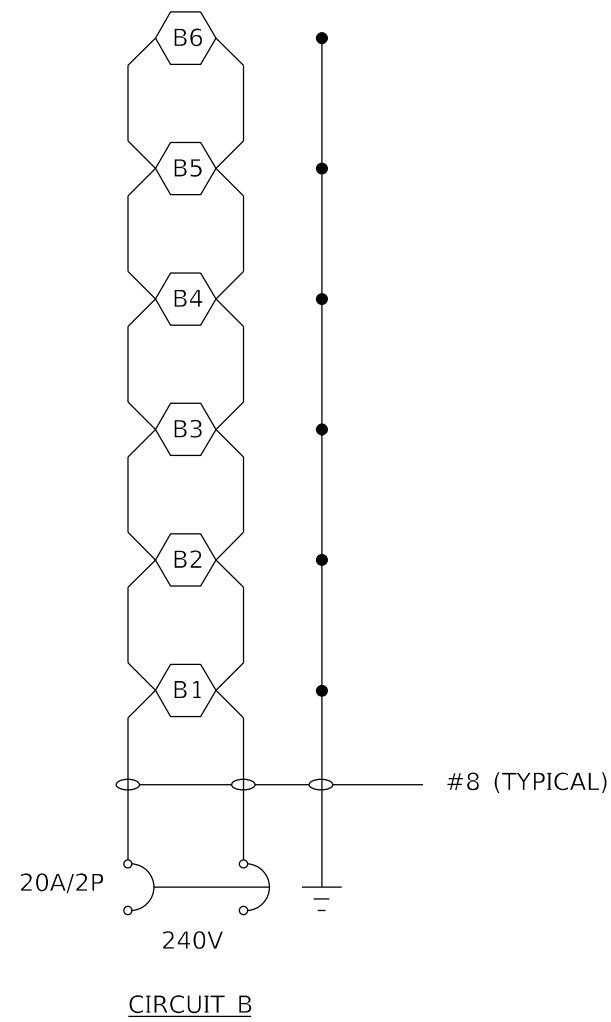 B6
B5
B4
B3
B2
B1
#8 (TYPICAL)
20A/2P
240V
CIRCUIT B